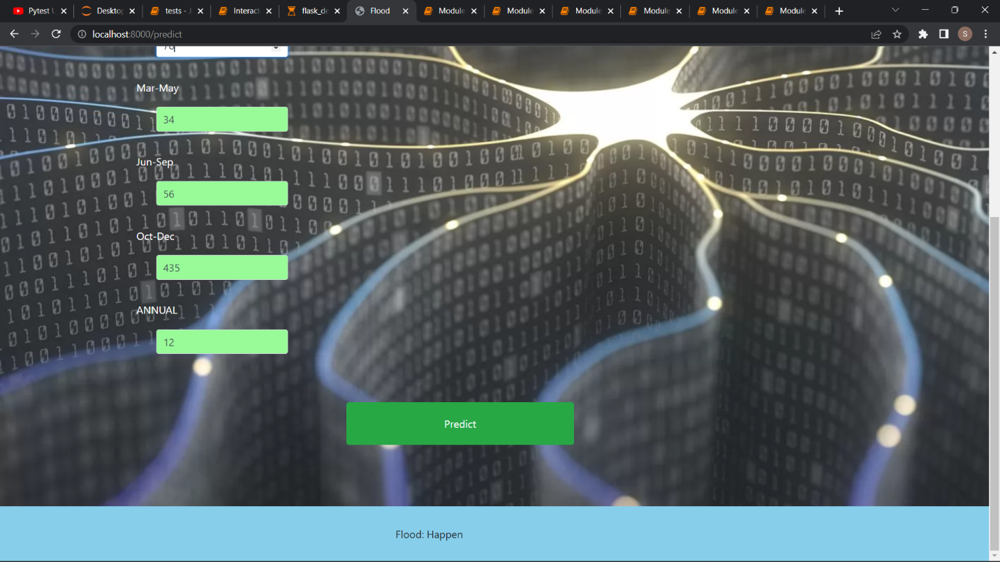 Pytest U
Desktop
tests - J
Interact
flask_de
Flood
Module
Module
Module
Module
Module
Module
localhost:8000/predict
S
Mar-May
34
Jun-Sep
56
Oct-Dec
435
ANNUAL
12
Predict
Flood: Happen